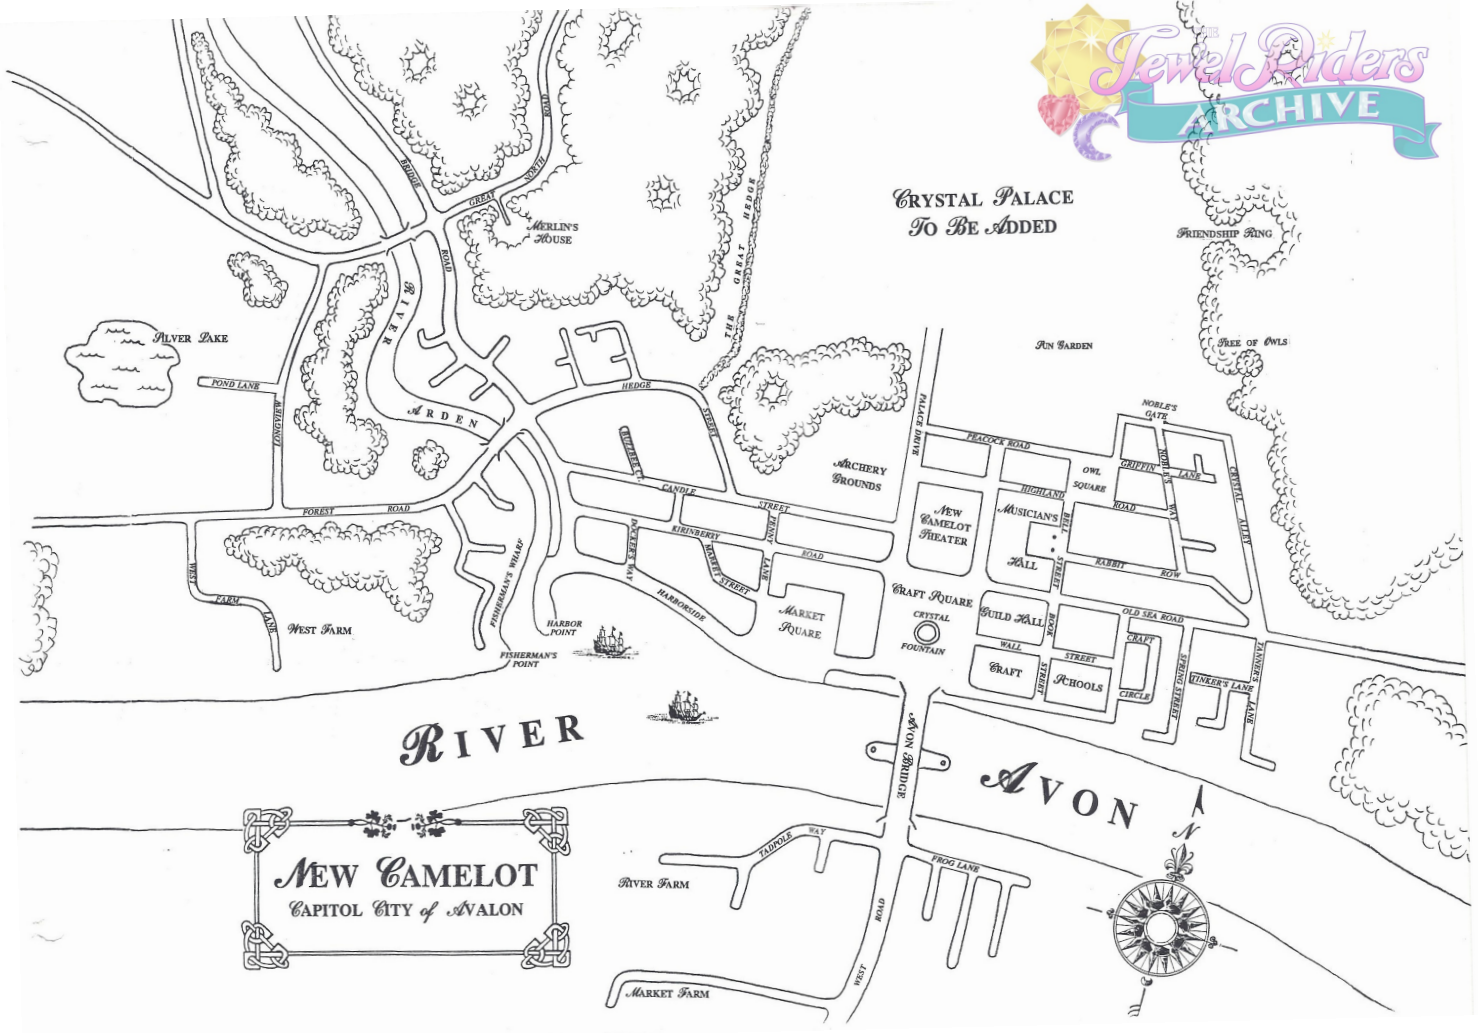 THE
Jewel Riders
ARCHIVE
ROAD
NORTH
GREAT
BRIDGE
ROAD
MERLIN'S
HOUSE
THE GREAT HEDGE
CRYSTAL PALACE
TO BE ADDED
FRIENDSHIP RING
TREE OF OWLS
SUN GARDEN
SILVER LAKE
POND LANE
LONGVIEW
RIVER
ARDEN
HEDGE
STREET
BUZZBEE CT.
CANDLE
STREET
ARCHERY
GROUNDS
PALACE DRIVE
PEACOCK ROAD
NOBLE'S
GATE
NOBLE'S
WAY
GRIFFIN
LANE
CRYSTAL
ALLEY
OWL
SQUARE
HIGHLAND
ROAD
NEW
CAMELOT
THEATER
MUSICIAN'S
HALL
BELL
STREET
RABBIT
ROW
FOREST
ROAD
WEST
FARM
LANE
WEST FARM
FISHERMAN'S WHARF
HARBOR
POINT
FISHERMAN'S
POINT
DOCKER'S WAY
KIRINBERRY
ROAD
PENNY
LANE
MARKET
STREET
HARBORSIDE
MARKET
SQUARE
CRAFT SQUARE
CRYSTAL
FOUNTAIN
GUILD HALL
BOOK
STREET
OLD SEA ROAD
WALL
STREET
CRAFT
SCHOOLS
CRAFT
CIRCLE
SPRING STREET
TINKER'S LANE
TANNER'S
LANE
RIVER
AVON
AVON BRIDGE
N
NEW CAMELOT
CAPITOL CITY of AVALON
TADPOLE
WAY
FROG LANE
RIVER FARM
WEST
ROAD
MARKET FARM